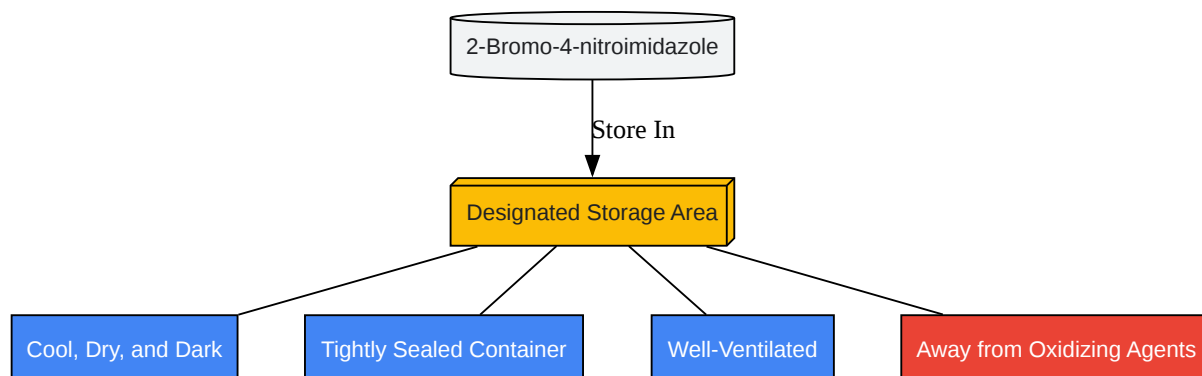 2-Bromo-4-nitroimidazole
Store In
Designated Storage Area
Cool, Dry, and Dark
Tightly Sealed Container
Well-Ventilated
Away from Oxidizing Agents